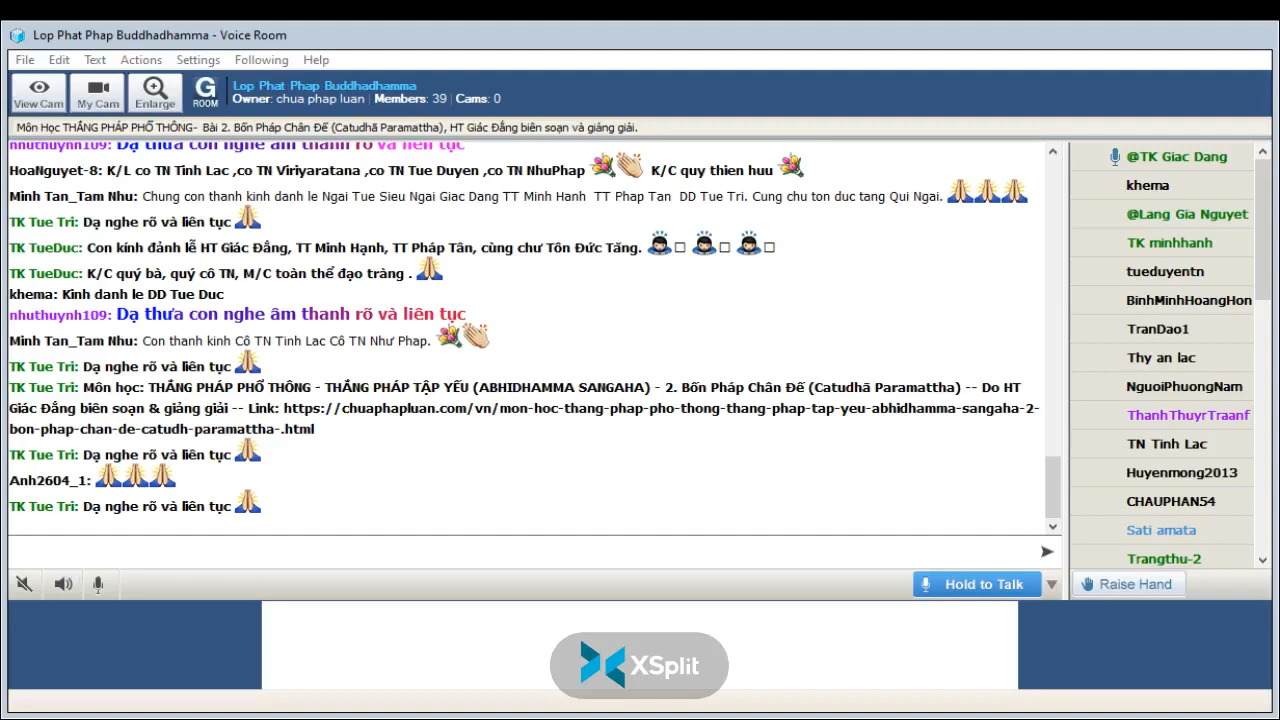 Lop Phat Phap Buddhadhamma - Voice Room
File Edit Text Actions Settings Following Help
View Cam My Cam Enlarge G ROOM
Lop Phat Phap Buddhadhamma
Owner: chua phap luan | Members: 39 | Cams: 0
Môn Học THẮNG PHÁP PHỔ THÔNG- Bài 2. Bốn Pháp Chân Đế (Catudhā Paramattha), HT Giác Đẳng biên soạn và giảng giải.
nhuthuynh109: Dạ thưa con nghe âm thanh rõ và liên tục
HoaNguyet-8: K/L co TN Tinh Lac ,co TN Viriyaratana ,co TN Tue Duyen ,co TN NhuPhap K/C quy thien huu
Minh Tan_Tam Nhu: Chung con thanh kinh danh le Ngai Tue Sieu Ngai Giac Dang TT Minh Hanh TT Phap Tan DD Tue Tri. Cung chu ton duc tang Qui Ngai.
TK Tue Tri: Dạ nghe rõ và liên tục
TK TueDuc: Con kính đảnh lễ HT Giác Đẳng, TT Minh Hạnh, TT Pháp Tân, cùng chư Tôn Đức Tăng.
TK TueDuc: K/C quý bà, quý cô TN, M/C toàn thể đạo tràng .
khema: Kinh danh le DD Tue Duc
nhuthuynh109: Dạ thưa con nghe âm thanh rõ và liên tục
Minh Tan_Tam Nhu: Con thanh kinh Cô TN Tinh Lac Cô TN Như Phap.
TK Tue Tri: Dạ nghe rõ và liên tục
TK Tue Tri: Môn học: THẮNG PHÁP PHỔ THÔNG - THẮNG PHÁP TẬP YẾU (ABHIDHAMMA SANGAHA) - 2. Bốn Pháp Chân Đế (Catudhā Paramattha) -- Do HT
Giác Đẳng biên soạn & giảng giải -- Link: https://chuaphapluan.com/vn/mon-hoc-thang-phap-pho-thong-thang-phap-tap-yeu-abhidhamma-sangaha-2-
bon-phap-chan-de-catudh-paramattha-.html
TK Tue Tri: Dạ nghe rõ và liên tục
Anh2604_1:
TK Tue Tri: Dạ nghe rõ và liên tục
@TK Giac Dang
khema
@Lang Gia Nguyet
TK minhhanh
tueduyentn
BinhMinhHoangHon
TranDao1
Thy an lac
NguoiPhuongNam
ThanhThuyrTraanf
TN Tinh Lac
Huyenmong2013
CHAUPHAN54
Sati amata
Trangthu-2
Hold to Talk
Raise Hand
XSplit